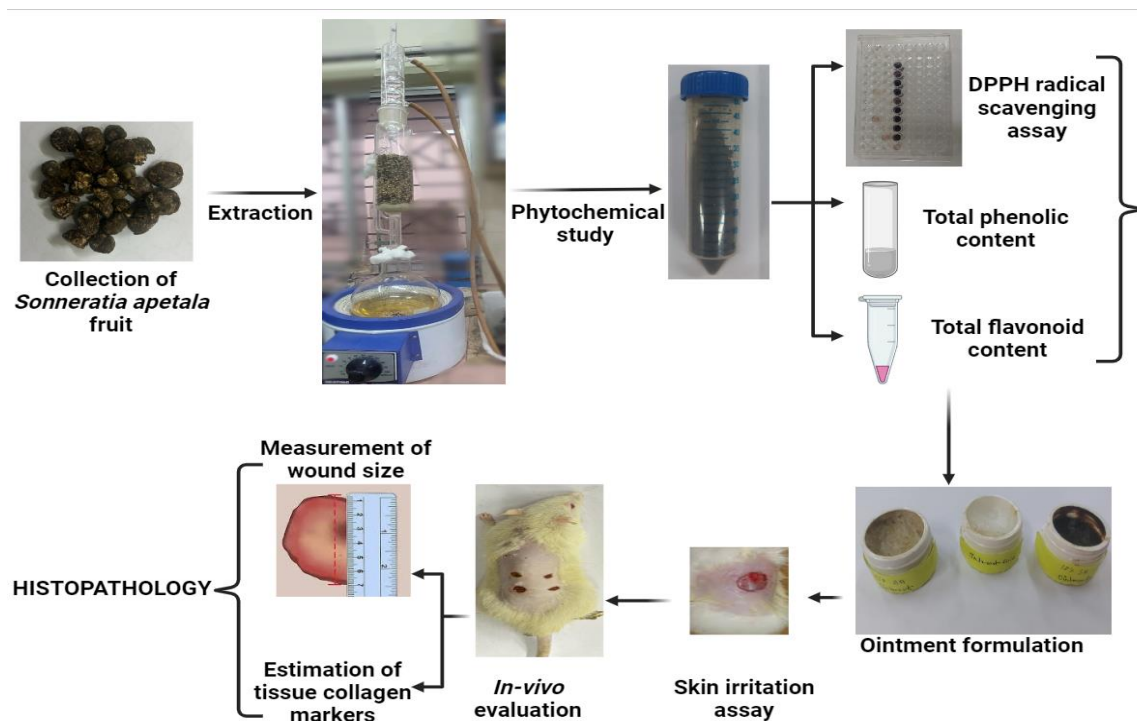 Collection of
Sonneratia apetala
fruit
Extraction
Phytochemical
study
DPPH radical
scavenging
assay
Total phenolic
content
Total flavonoid
content
Ointment formulation
Skin irritation
assay
In-vivo
evaluation
Measurement of
wound size
Estimation of
tissue collagen
markers
HISTOPATHOLOGY